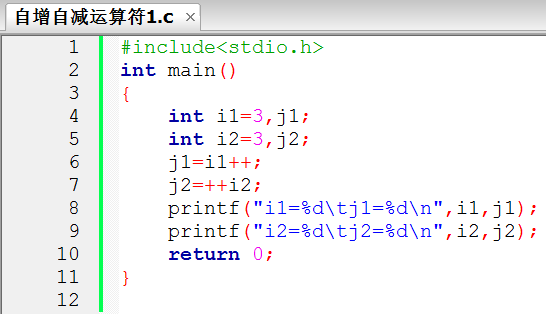 自增自减运算符1.c ×
1 #include<stdio.h>
2 int main()
3 {
4     int i1=3,j1;
5     int i2=3,j2;
6     j1=i1++;
7     j2=++i2;
8     printf("i1=%d\tj1=%d\n",i1,j1);
9     printf("i2=%d\tj2=%d\n",i2,j2);
10     return 0;
11 }
12